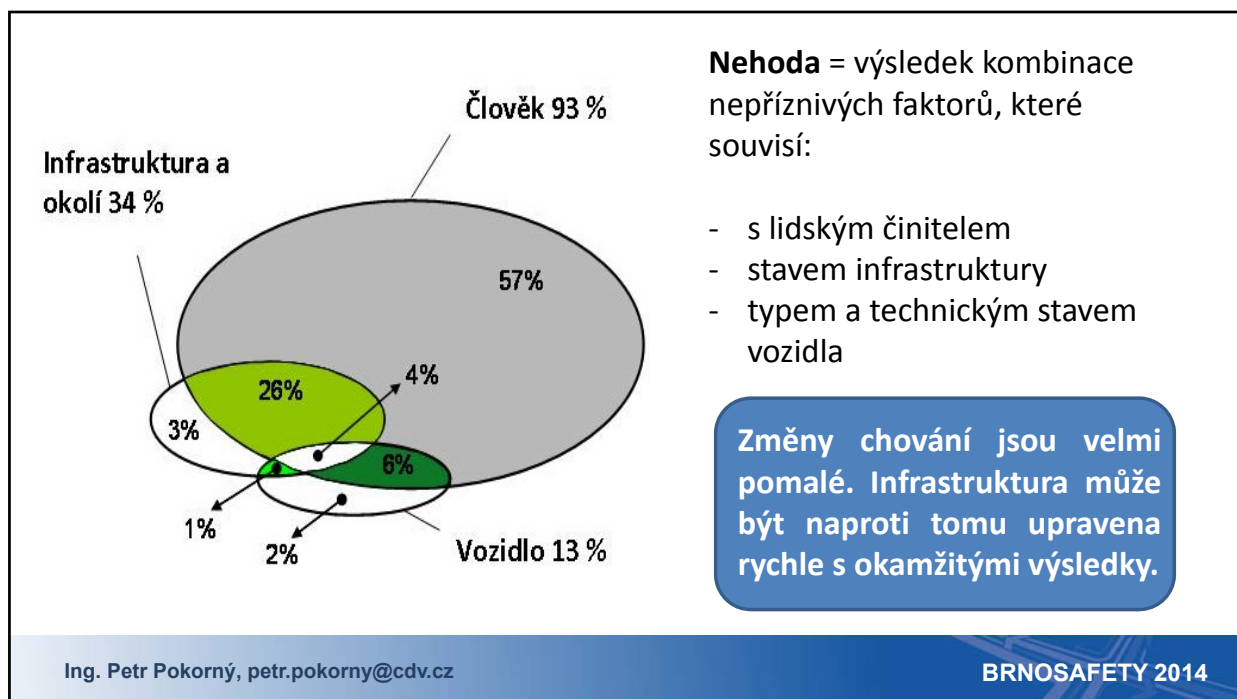 Nehoda = výsledek kombinace
nepříznivých faktorů, které
souvisí:
- s lidským činitelem
- stavem infrastruktury
- typem a technickým stavem
vozidla
Člověk 93 %
Infrastruktura a
okolí 34 %
57%
4%
26%
3%
6%
1%
2%
Vozidlo 13 %
Změny chování jsou velmi
pomalé. Infrastruktura může
být naproti tomu upravena
rychle s okamžitými výsledky.
Ing. Petr Pokorný, petr.pokorny@cdv.cz
BRNOSAFETY 2014